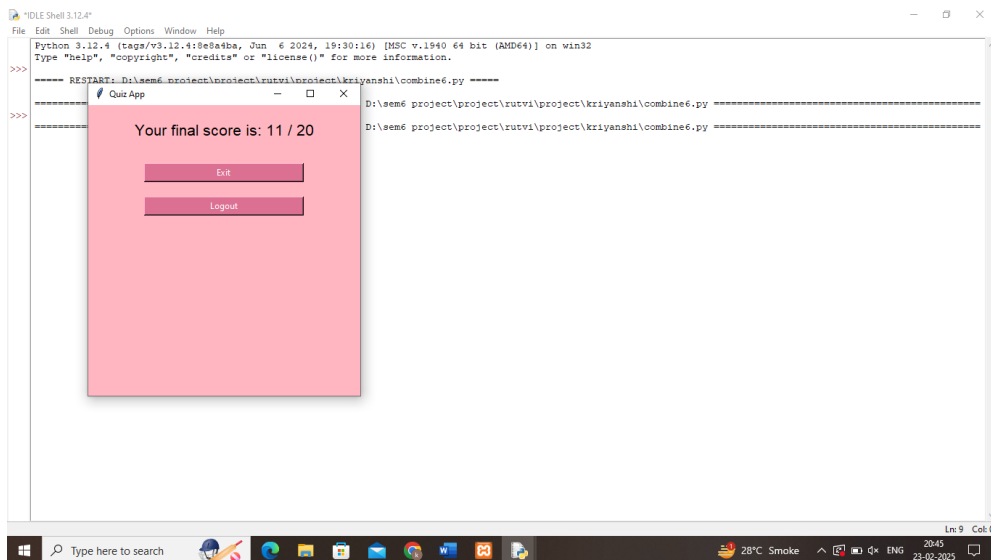 *IDLE Shell 3.12.4*
File Edit Shell Debug Options Window Help
Python 3.12.4 (tags/v3.12.4:8e8a4ba, Jun  6 2024, 19:30:16) [MSC v.1940 64 bit (AMD64)] on win32
Type "help", "copyright", "credits" or "license()" for more information.
>>>
===== RESTART: D:\sem6 project\project\rutvi\project\kriyanshi\combine6.py =====
Quiz App
========== D:\sem6 project\project\rutvi\project\kriyanshi\combine6.py ==============================================
>>>
========== D:\sem6 project\project\rutvi\project\kriyanshi\combine6.py ==============================================
Your final score is: 11 / 20
Exit
Logout
Ln: 9 Col:
Type here to search
28°C Smoke
ENG
20:45
23-02-2025